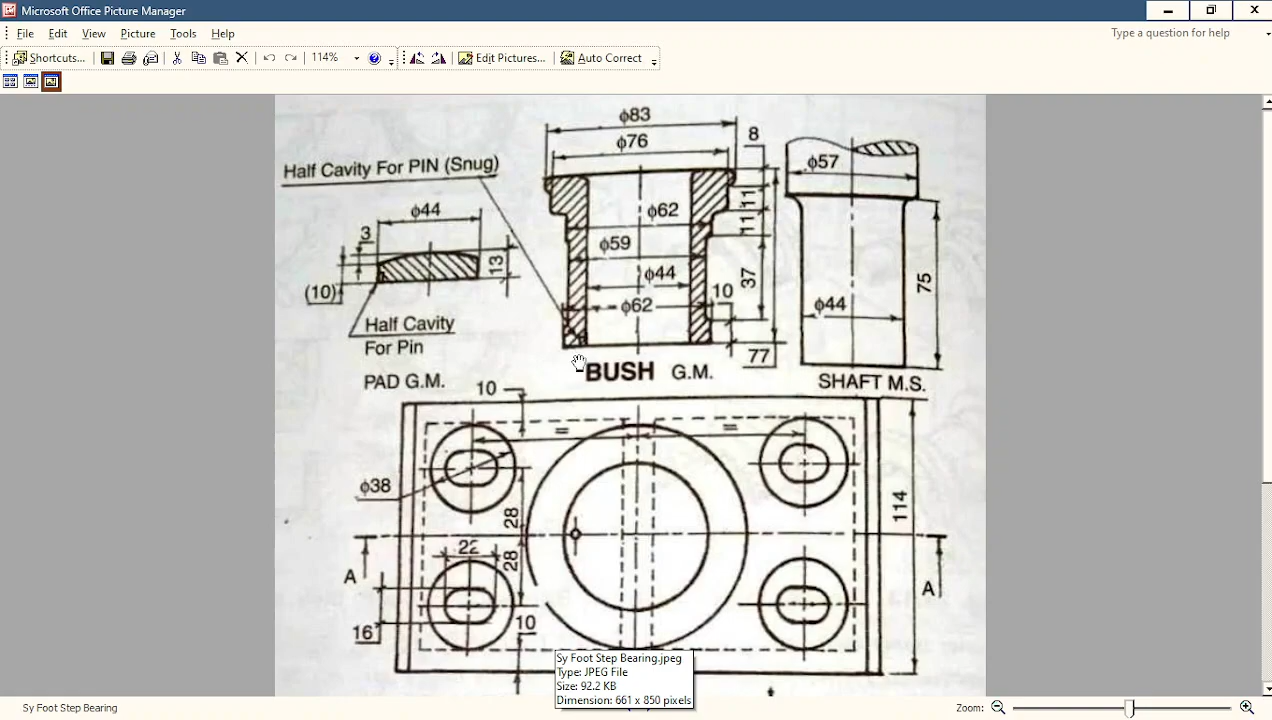 Microsoft Office Picture Manager
File Edit View Picture Tools Help
Type a question for help
Shortcuts...
114%
Edit Pictures...
Auto Correct
ϕ83
ϕ76
8
Half Cavity For PIN (Snug)
ϕ57
ϕ44
ϕ62
11
11
3
ϕ59
13
ϕ44
37
75
(10)
ϕ62
10
ϕ44
Half Cavity
For Pin
77
PAD G.M.
BUSH G.M.
SHAFT M.S.
10
=
=
ϕ38
28
114
22
28
A
A
16
10
Sy Foot Step Bearing.jpeg
Type: JPEG File
Size: 92.2 KB
Dimension: 661 x 850 pixels
Sy Foot Step Bearing
Zoom: